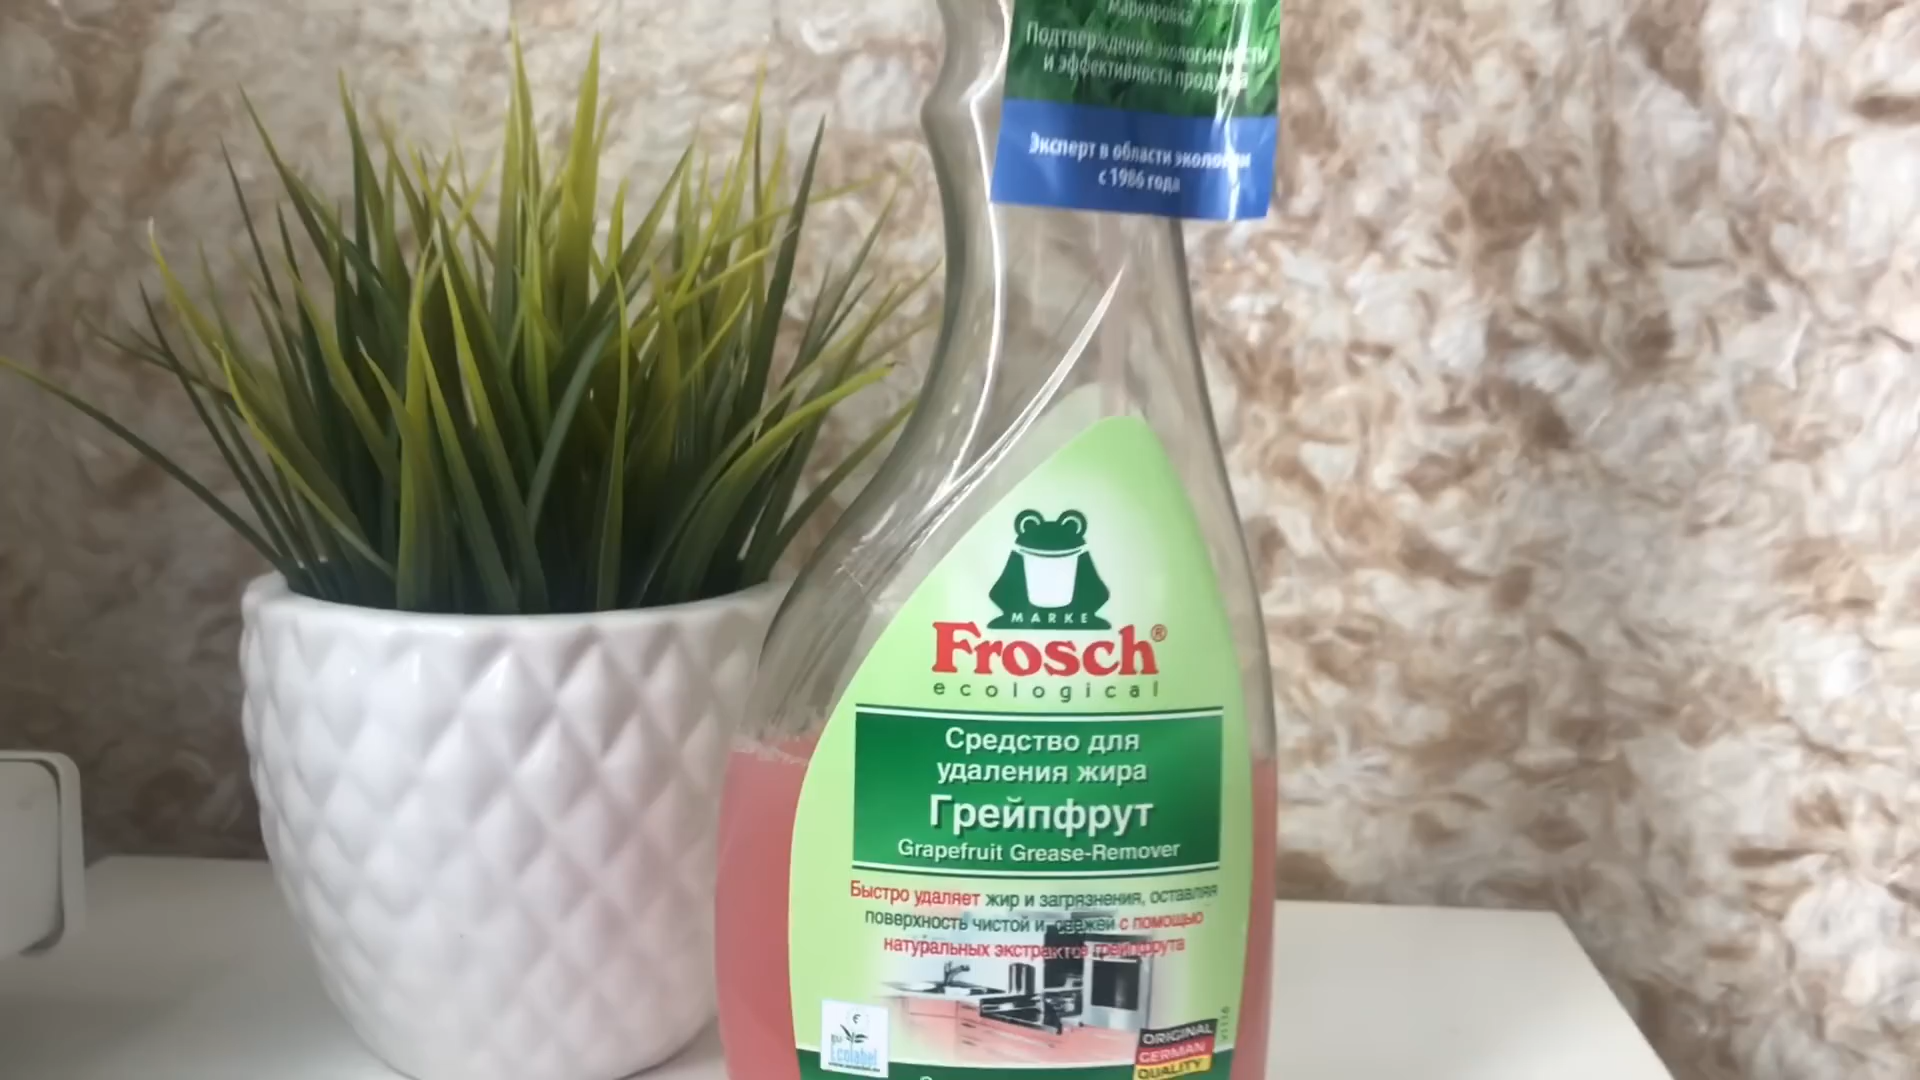 маркировка
Подтверждение экологичности
и эффективности продукта
Эксперт в области экологии
с 1986 года
MARKE
Frosch®
ecological
Средство для
удаления жира
Грейпфрут
Grapefruit Grease-Remover
Быстро удаляет жир и загрязнения, оставляя
поверхность чистой и свежей с помощью
натуральных экстрактов грейпфрута
Ecolabel
ORIGINAL
GERMAN
QUALITY